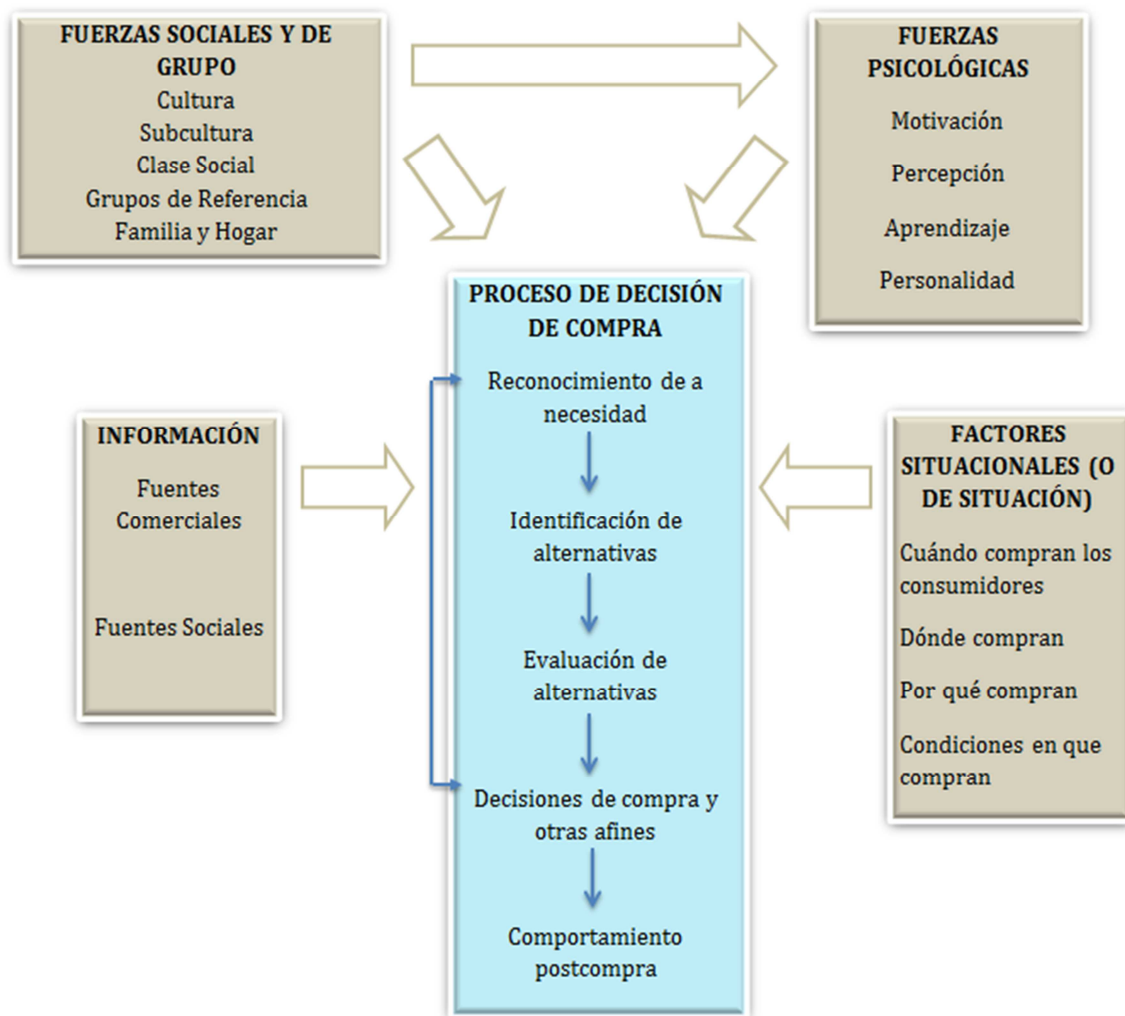 FUERZAS SOCIALES Y DE
GRUPO
Cultura
Subcultura
Clase Social
Grupos de Referencia
Familia y Hogar
FUERZAS
PSICOLÓGICAS
Motivación
Percepción
Aprendizaje
Personalidad
PROCESO DE DECISIÓN
DE COMPRA
Reconocimiento de a
necesidad
Identificación de
alternativas
Evaluación de
alternativas
Decisiones de compra y
otras afines
Comportamiento
postcompra
INFORMACIÓN
Fuentes
Comerciales
Fuentes Sociales
FACTORES
SITUACIONALES (O
DE SITUACIÓN)
Cuándo compran los
consumidores
Dónde compran
Por qué compran
Condiciones en que
compran